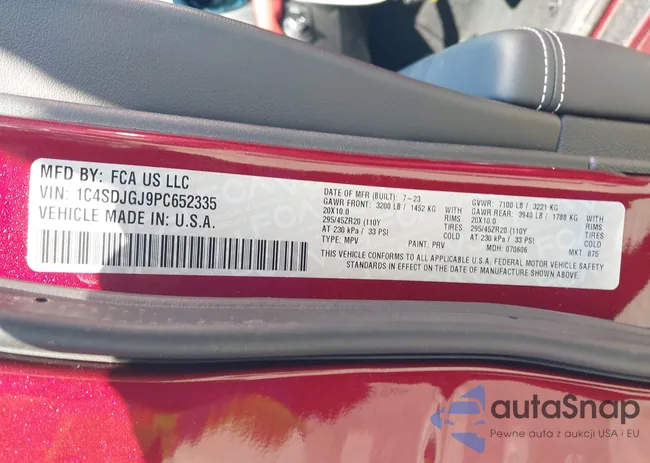 MFD BY: FCA US LLC
VIN: 1C4SDJGJ9PC652335
VEHICLE MADE IN: U.S.A.
DATE OF MFR (BUILT): 7-23
GAWR FRONT: 3200 LB / 1452 KG
20X10.0 RIMS
295/45ZR20 (110Y TIRES
AT 230 kPa / 33 PSI COLD
TYPE: MPV PAINT: PRV
GVWR: 7100 LB / 3221 KG
GAWR REAR: 3940 LB / 1788 KG
20X10.0 RIMS
295/45ZR20 (110Y TIRES
AT 230 kPa / 33 PSI COLD
MDH: 070606 MKT: 875
THIS VEHICLE CONFORMS TO ALL APPLICABLE U.S.A. FEDERAL MOTOR VEHICLE SAFETY
STANDARDS IN EFFECT ON THE DATE OF MANUFACTURE SHOWN ABOVE.
autaSnap
Pewne auta z aukcji USA i EU